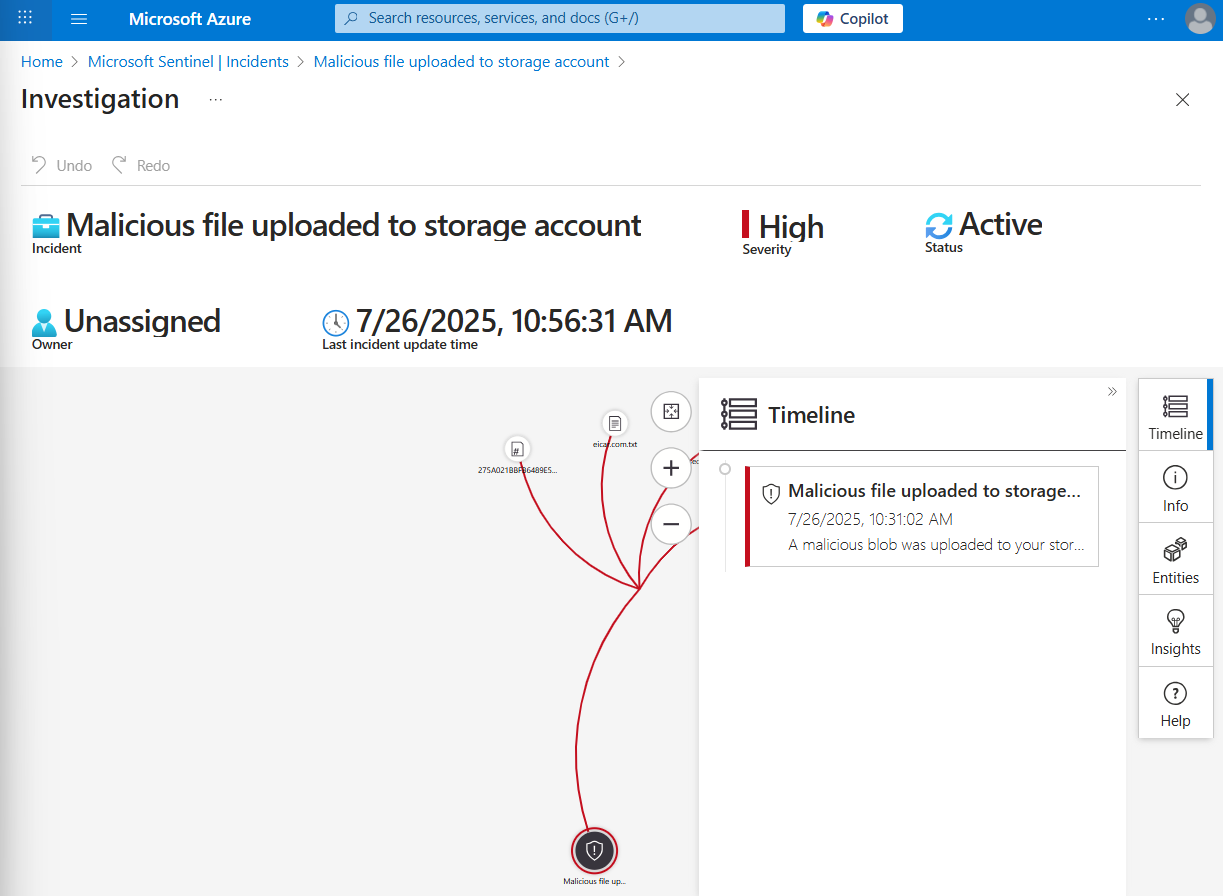 Microsoft Azure
Search resources, services, and docs (G+/)
Copilot
Home > Microsoft Sentinel | Incidents > Malicious file uploaded to storage account >
Investigation ...
Undo Redo
Malicious file uploaded to storage account
Incident
High
Severity
Active
Status
Unassigned
Owner
7/26/2025, 10:56:31 AM
Last incident update time
eicar.com.txt
275A021BBFB6489E5...
Malicious file up...
Timeline
Malicious file uploaded to storage...
7/26/2025, 10:31:02 AM
A malicious blob was uploaded to your stor...
Timeline
Info
Entities
Insights
Help